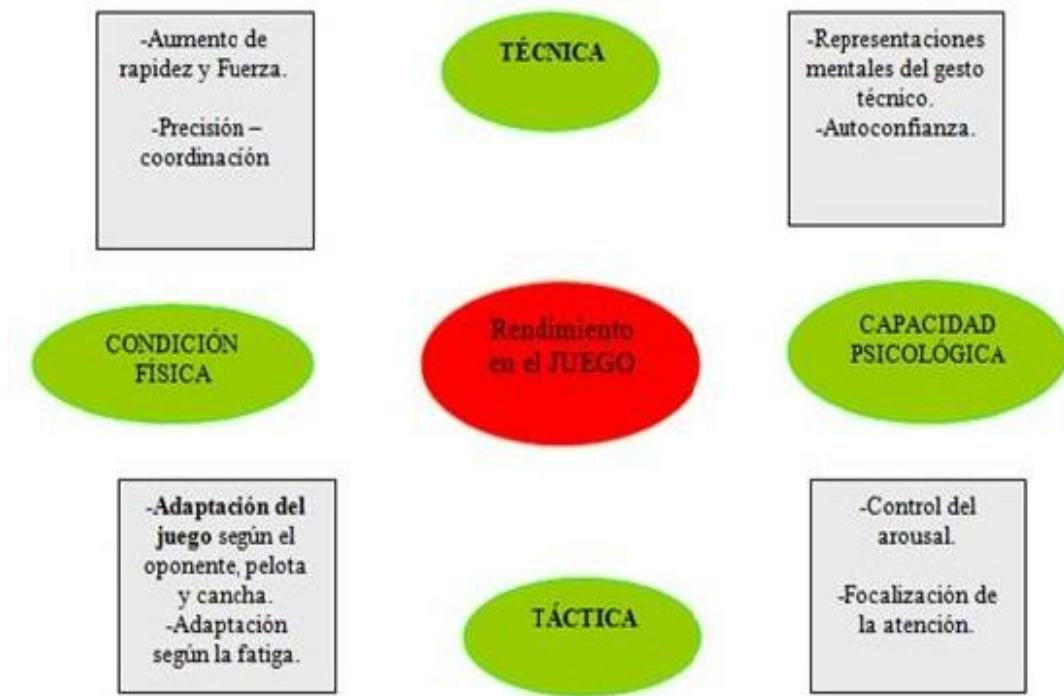 -Aumento de
rapidez y Fuerza.
-Precisión –
coordinación
TÉCNICA
-Representaciones
mentales del gesto
técnico.
-Autoconfianza.
CONDICIÓN
FÍSICA
Rendimiento
en el JUEGO
CAPACIDAD
PSICOLÓGICA
-Adaptación del
juego según el
oponente, pelota
y cancha.
-Adaptación
según la fatiga.
TÁCTICA
-Control del
arousal.
-Focalización de
la atención.